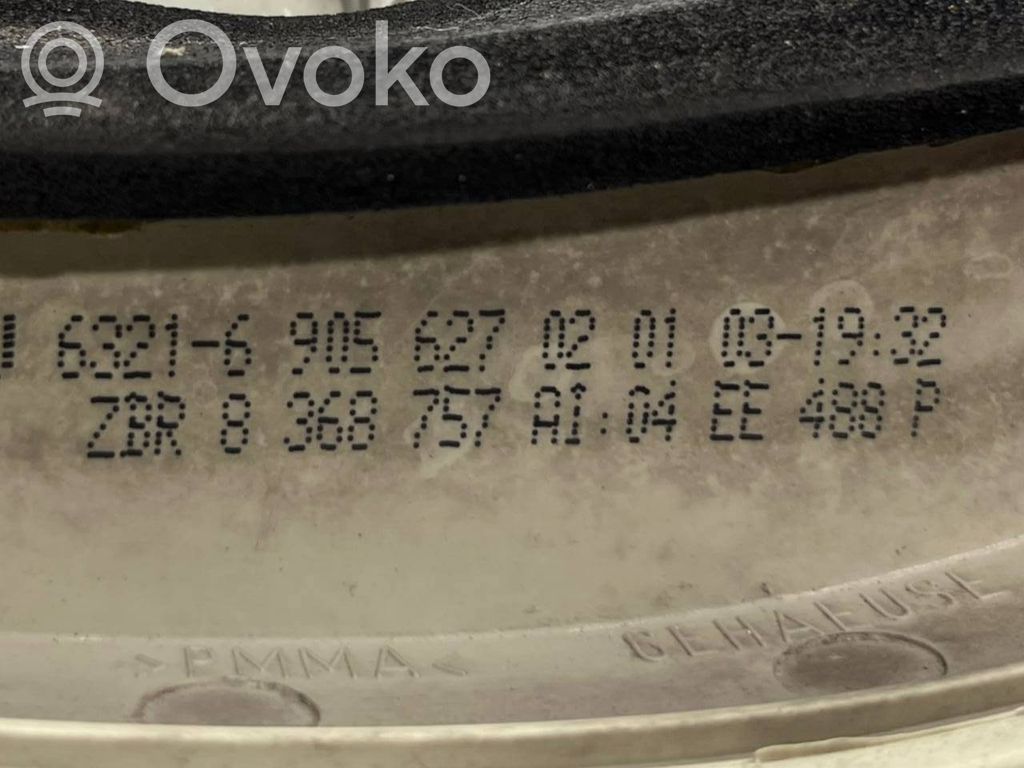 Ovoko
6321-6 905 627 02 01 03-19:32
ZBR 8 368 757 AI:04 EE 488 P
GEHAEUSE
>PMMA<